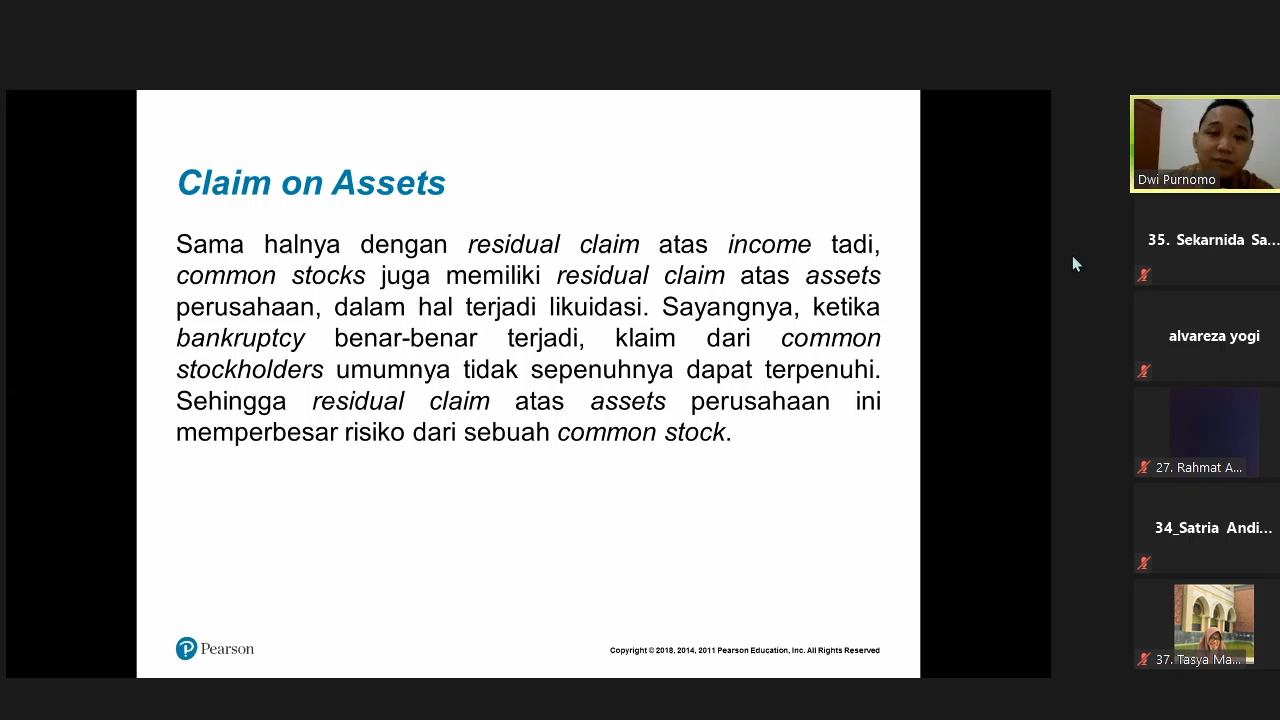 Claim on Assets
Sama halnya dengan residual claim atas income tadi,
common stocks juga memiliki residual claim atas assets
perusahaan, dalam hal terjadi likuidasi. Sayangnya, ketika
bankruptcy benar-benar terjadi, klaim dari common
stockholders umumnya tidak sepenuhnya dapat terpenuhi.
Sehingga residual claim atas assets perusahaan ini
memperbesar risiko dari sebuah common stock.
Pearson
Copyright © 2018, 2014, 2011 Pearson Education, Inc. All Rights Reserved
Dwi Purnomo
35. Sekarnida Sa...
alvareza yogi
27. Rahmat A...
34_Satria Andi...
37. Tasya Ma...